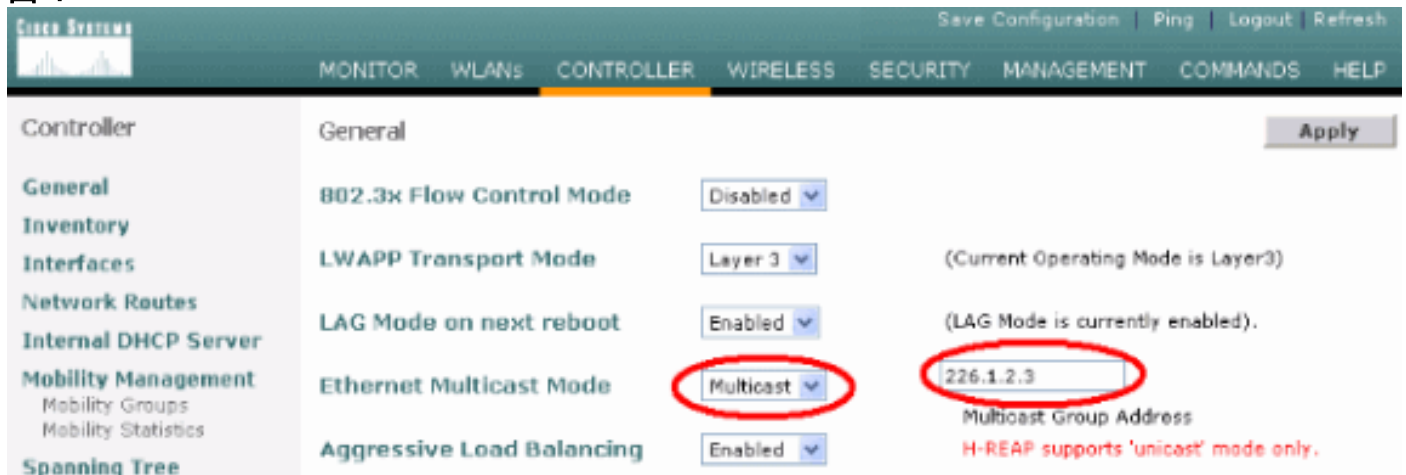 CISCO SYSTEMS
Save Configuration | Ping | Logout | Refresh
MONITOR WLANs CONTROLLER WIRELESS SECURITY MANAGEMENT COMMANDS HELP
Controller
General
Inventory
Interfaces
Network Routes
Internal DHCP Server
Mobility Management
Mobility Groups
Mobility Statistics
Spanning Tree
General
Apply
802.3x Flow Control Mode Disabled
LWAPP Transport Mode Layer 3 (Current Operating Mode is Layer3)
LAG Mode on next reboot Enabled (LAG Mode is currently enabled).
Ethernet Multicast Mode Multicast 226.1.2.3
Multicast Group Address
Aggressive Load Balancing Enabled H-REAP supports 'unicast' mode only.